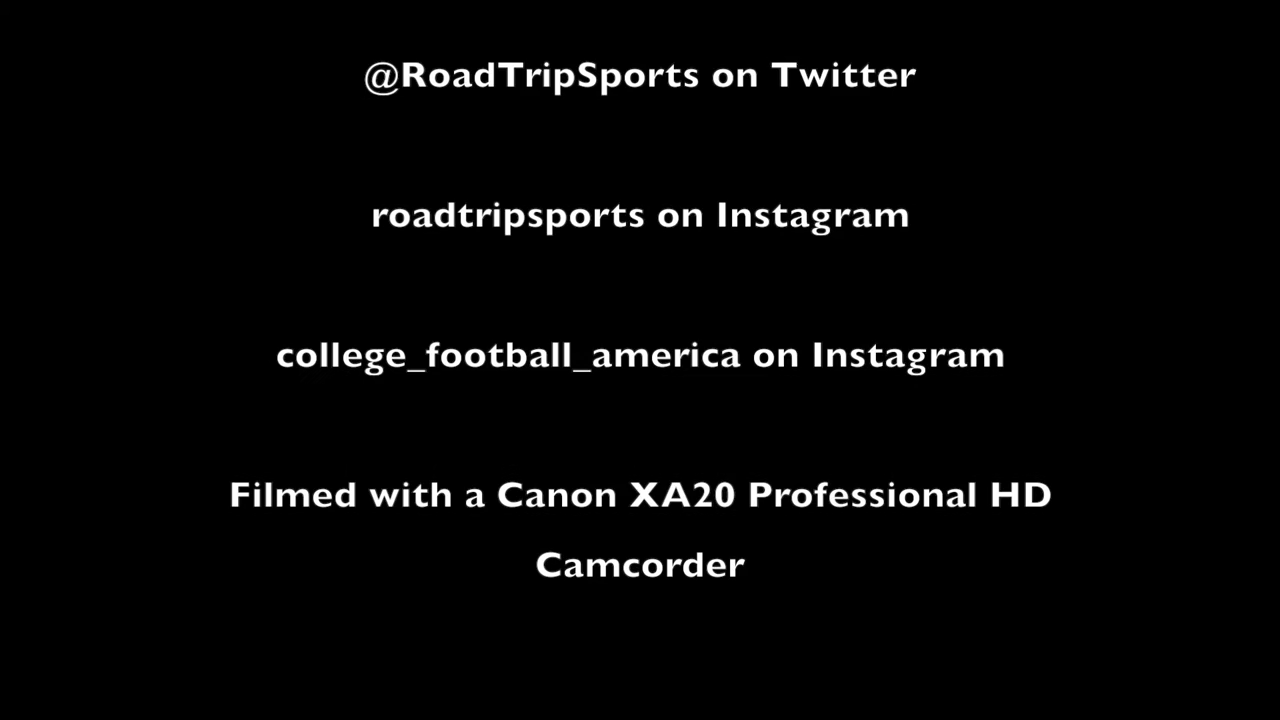 @RoadTripSports on Twitter
roadtripsports on Instagram
college_football_america on Instagram
Filmed with a Canon XA20 Professional HD
Camcorder